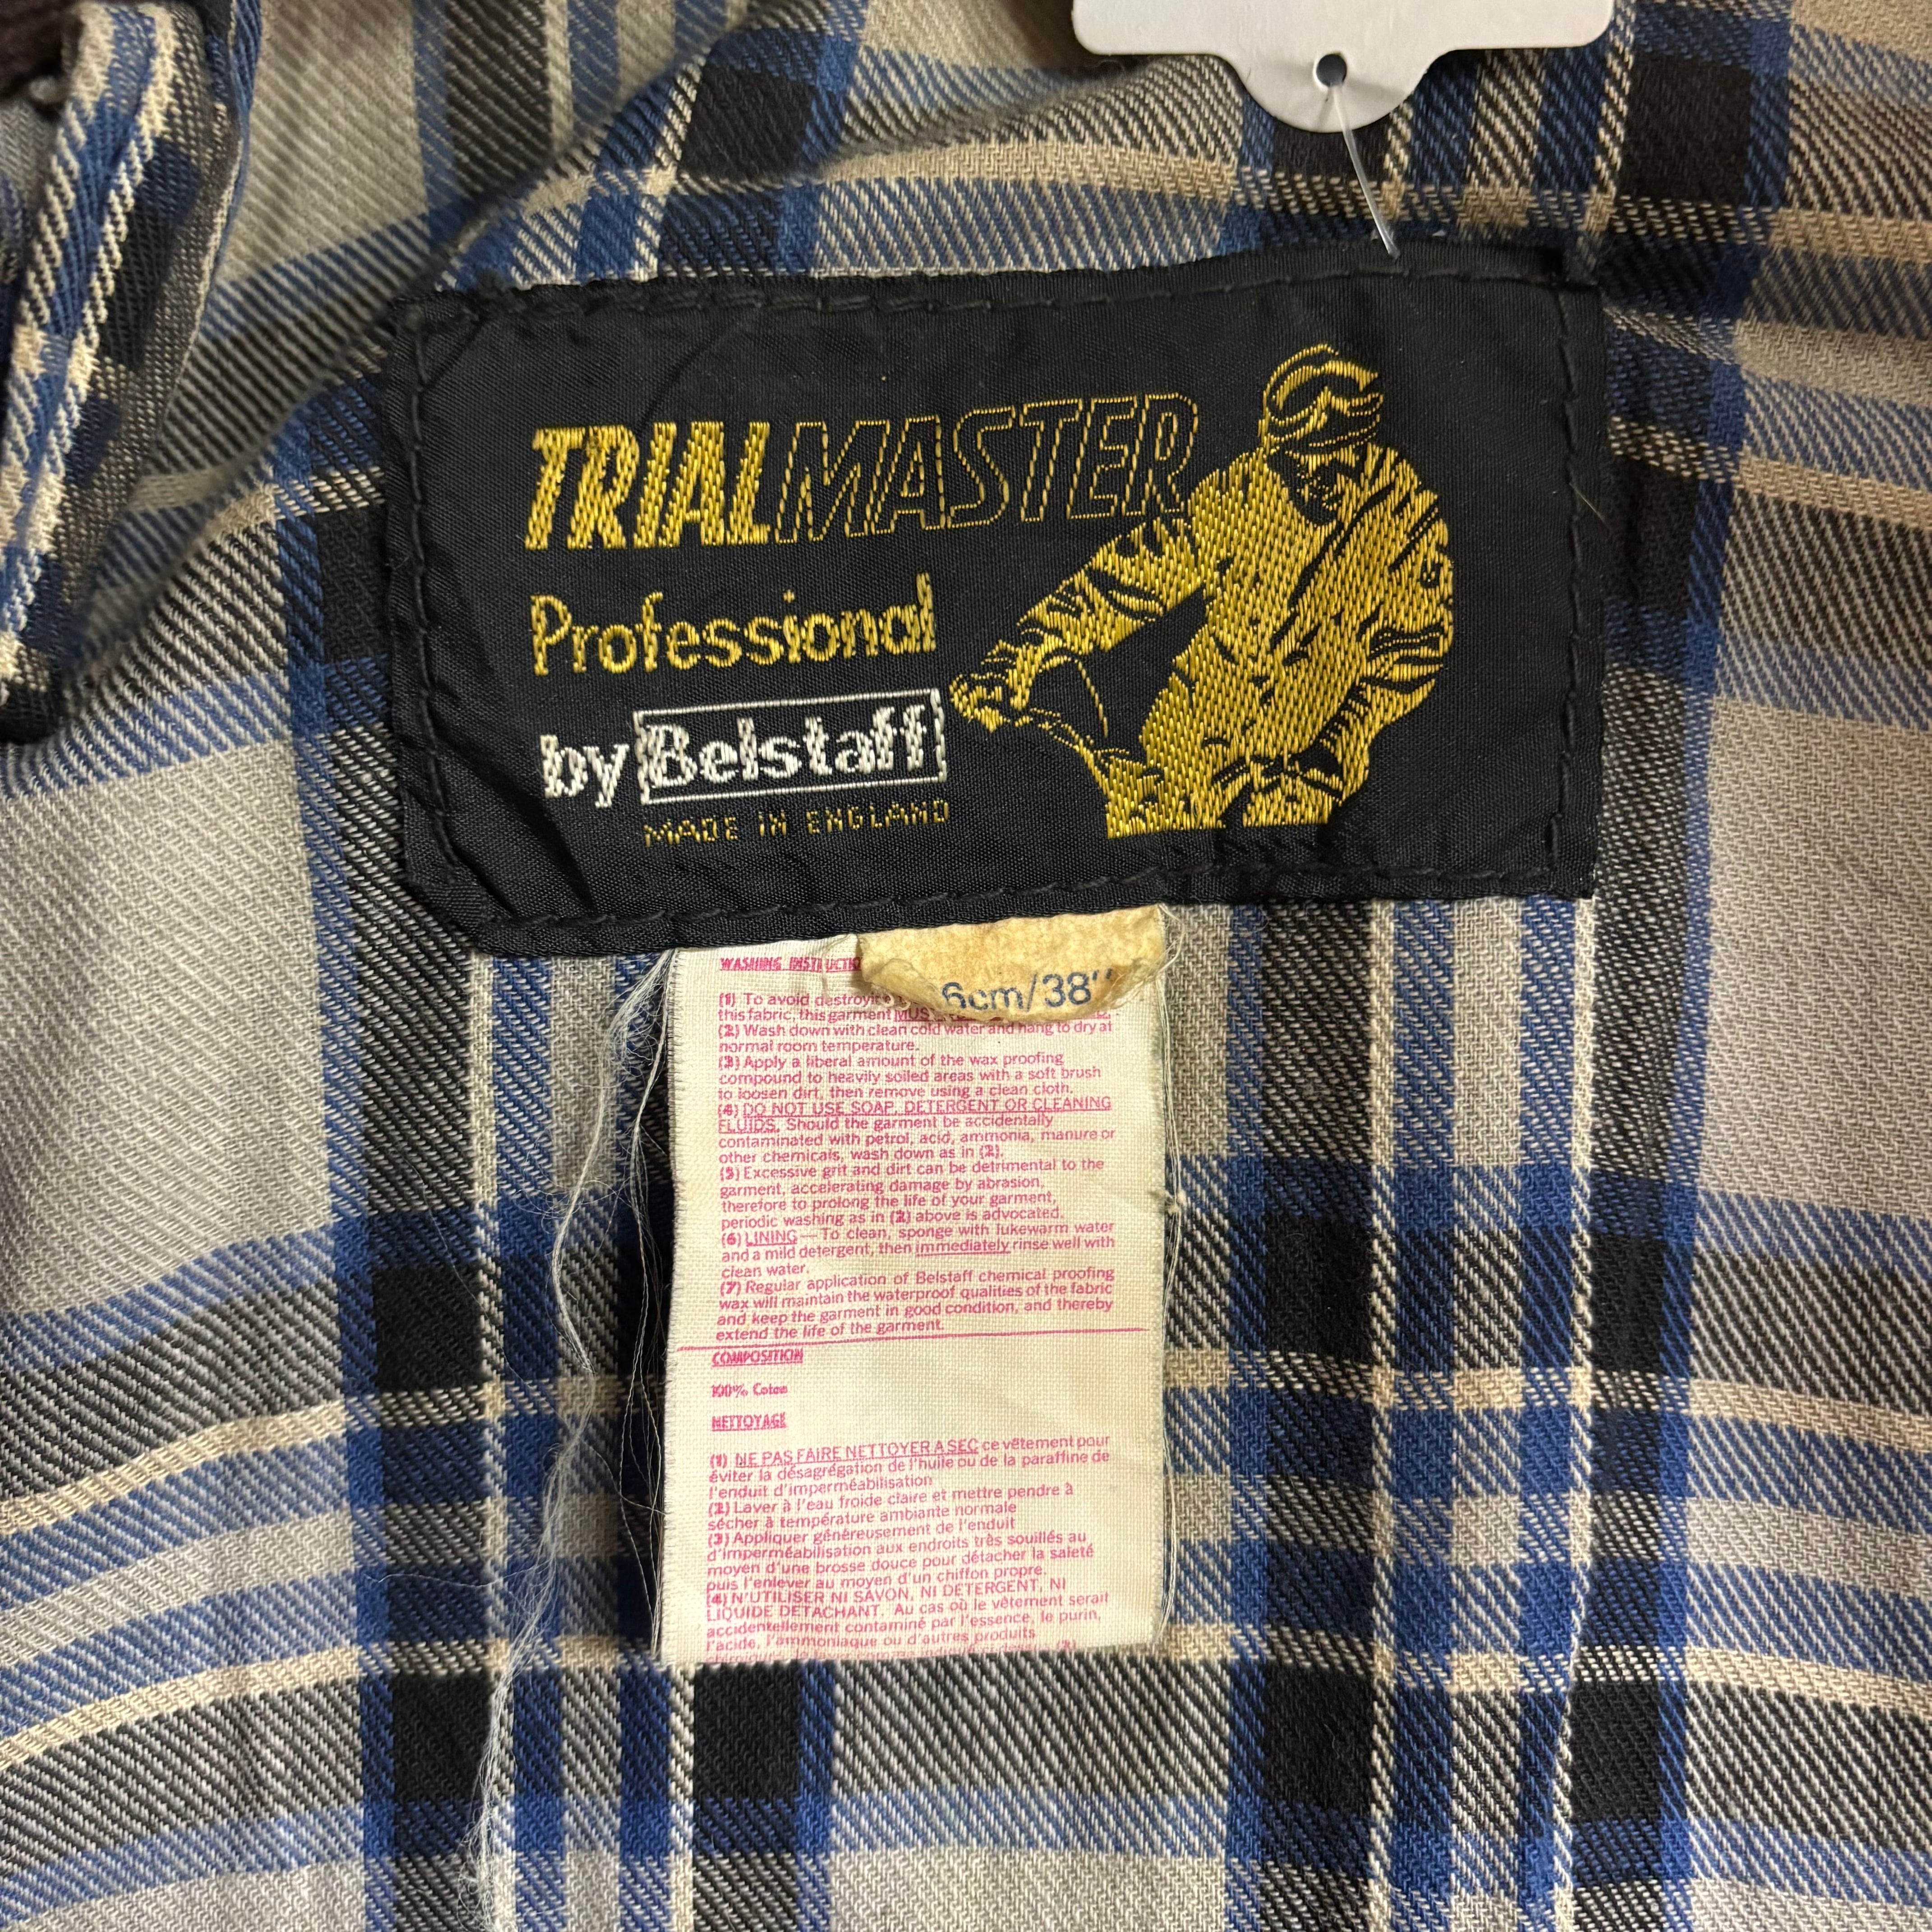 TRIALMASTER
Professional
by Belstaff
MADE IN ENGLAND
6cm/38"
WASHING INSTRUCTIO
(1) To avoid destroyi
this fabric, this garment MUS
(2) Wash down with clean cold water and hang to dry at
normal room temperature.
(3) Apply a liberal amount of the wax proofing
compound to heavily soiled areas with a soft brush
to loosen dirt, then remove using a clean cloth.
(4) DO NOT USE SOAP, DETERGENT OR CLEANING
FLUIDS. Should the garment be accidentally
contaminated with petrol, acid, ammonia, manure or
other chemicals, wash down as in (2).
(5) Excessive grit and dirt can be detrimental to the
garment, accelerating damage by abrasion,
therefore to prolong the life of your garment,
periodic washing as in (2) above is advocated.
(6) LINING — To clean, sponge with lukewarm water
and a mild detergent, then immediately rinse well with
clean water.
(7) Regular application of Belstaff chemical proofing
wax will maintain the waterproof qualities of the fabric
and keep the garment in good condition, and thereby
extend the life of the garment.
COMPOSITION
100% Coton
NETTOYAGE
(1) NE PAS FAIRE NETTOYER A SEC ce vêtement pour
éviter la désagrégation de l'huile ou de la paraffine de
l'enduit d'imperméabilisation
(2) Laver à l'eau froide claire et mettre pendre à
sécher à température ambiante normale
(3) Appliquer généreusement de l'enduit
d'imperméabilisation aux endroits très souillés au
moyen d'une brosse douce pour détacher la saleté
puis l'enlever au moyen d'un chiffon propre.
(4) N'UTILISER NI SAVON, NI DETERGENT, NI
LIQUIDE DETACHANT. Au cas où le vêtement serait
accidentellement contaminé par l'essence, le purin,
l'acide, l'ammoniaque ou d'autres produits